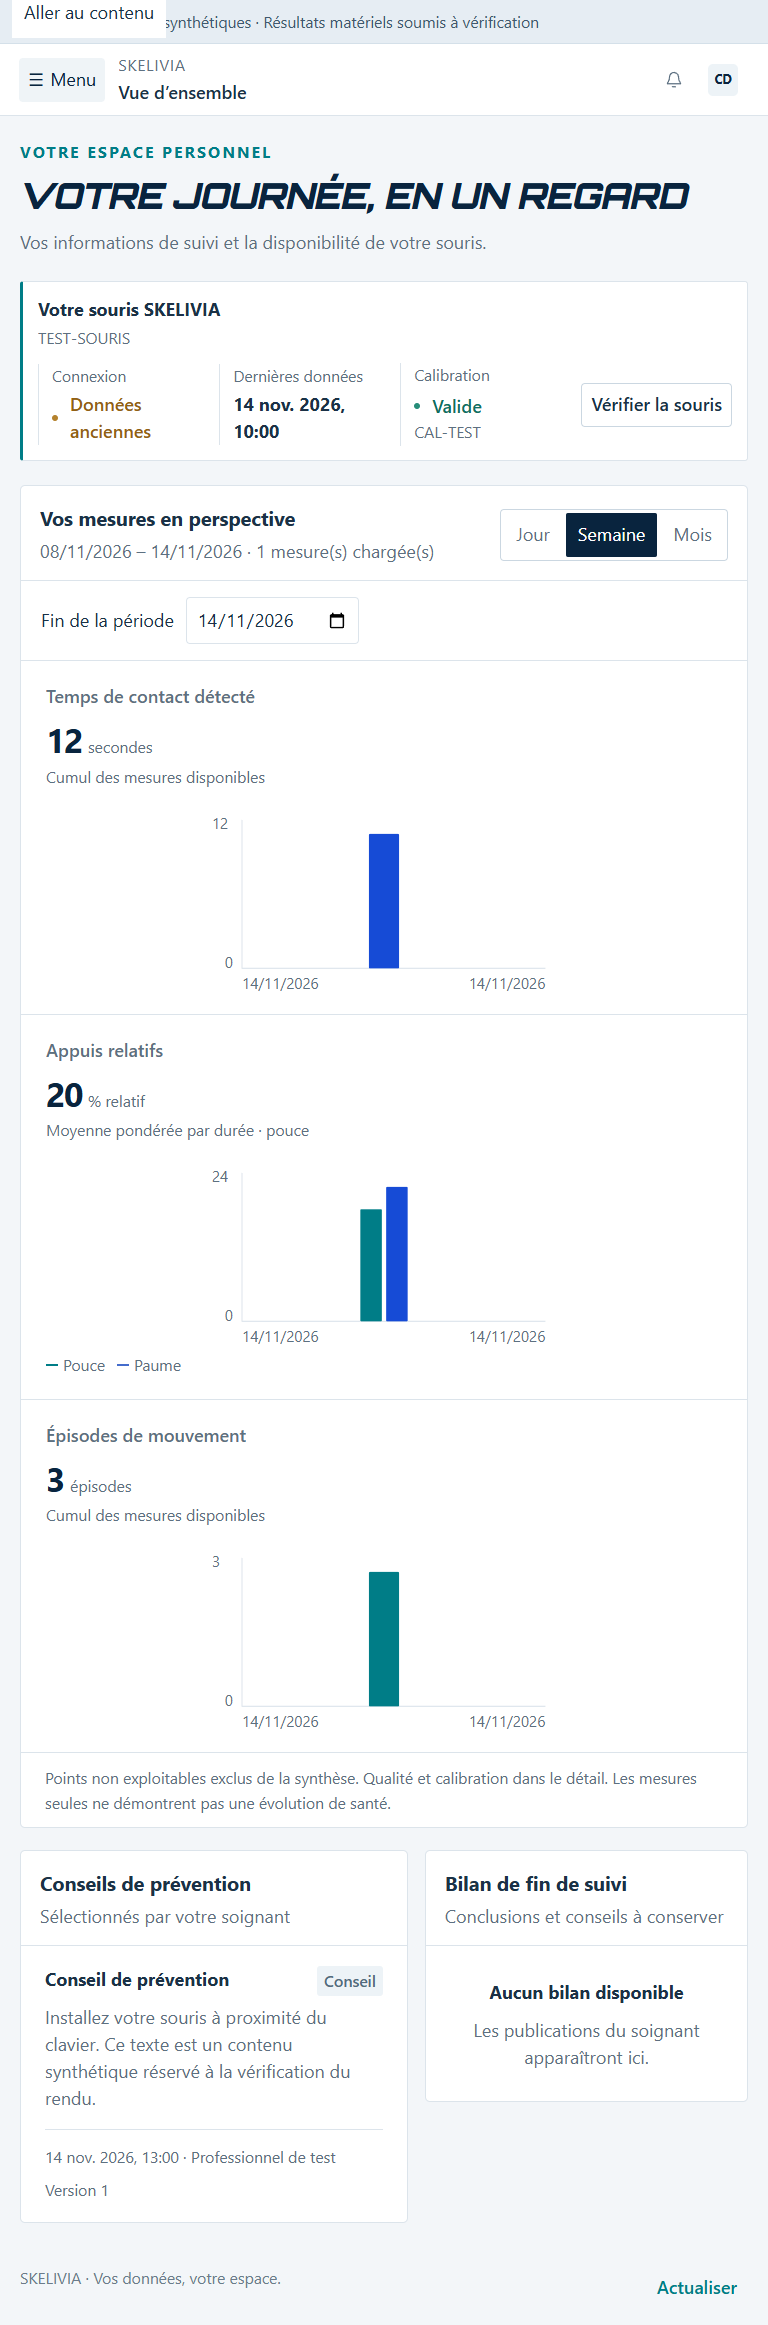 Aller au contenu
synthétiques · Résultats matériels soumis à vérification
☰ Menu
SKELIVIA
Vue d’ensemble
CD
VOTRE ESPACE PERSONNEL
VOTRE JOURNÉE, EN UN REGARD
Vos informations de suivi et la disponibilité de votre souris.
Votre souris SKELIVIA
TEST-SOURIS
Connexion
Données
anciennes
Dernières données
14 nov. 2026,
10:00
Calibration
Valide
CAL-TEST
Vérifier la souris
Vos mesures en perspective
08/11/2026 – 14/11/2026 · 1 mesure(s) chargée(s)
Jour
Semaine
Mois
Fin de la période
14/11/2026
Temps de contact détecté
12 secondes
Cumul des mesures disponibles
12
0
14/11/2026
14/11/2026
Appuis relatifs
20 % relatif
Moyenne pondérée par durée · pouce
24
0
14/11/2026
14/11/2026
Pouce
Paume
Épisodes de mouvement
3 épisodes
Cumul des mesures disponibles
3
0
14/11/2026
14/11/2026
Points non exploitables exclus de la synthèse. Qualité et calibration dans le détail. Les mesures
seules ne démontrent pas une évolution de santé.
Conseils de prévention
Sélectionnés par votre soignant
Conseil de prévention
Conseil
Installez votre souris à proximité du
clavier. Ce texte est un contenu
synthétique réservé à la vérification du
rendu.
14 nov. 2026, 13:00 · Professionnel de test
Version 1
Bilan de fin de suivi
Conclusions et conseils à conserver
Aucun bilan disponible
Les publications du soignant
apparaîtront ici.
SKELIVIA · Vos données, votre espace.
Actualiser